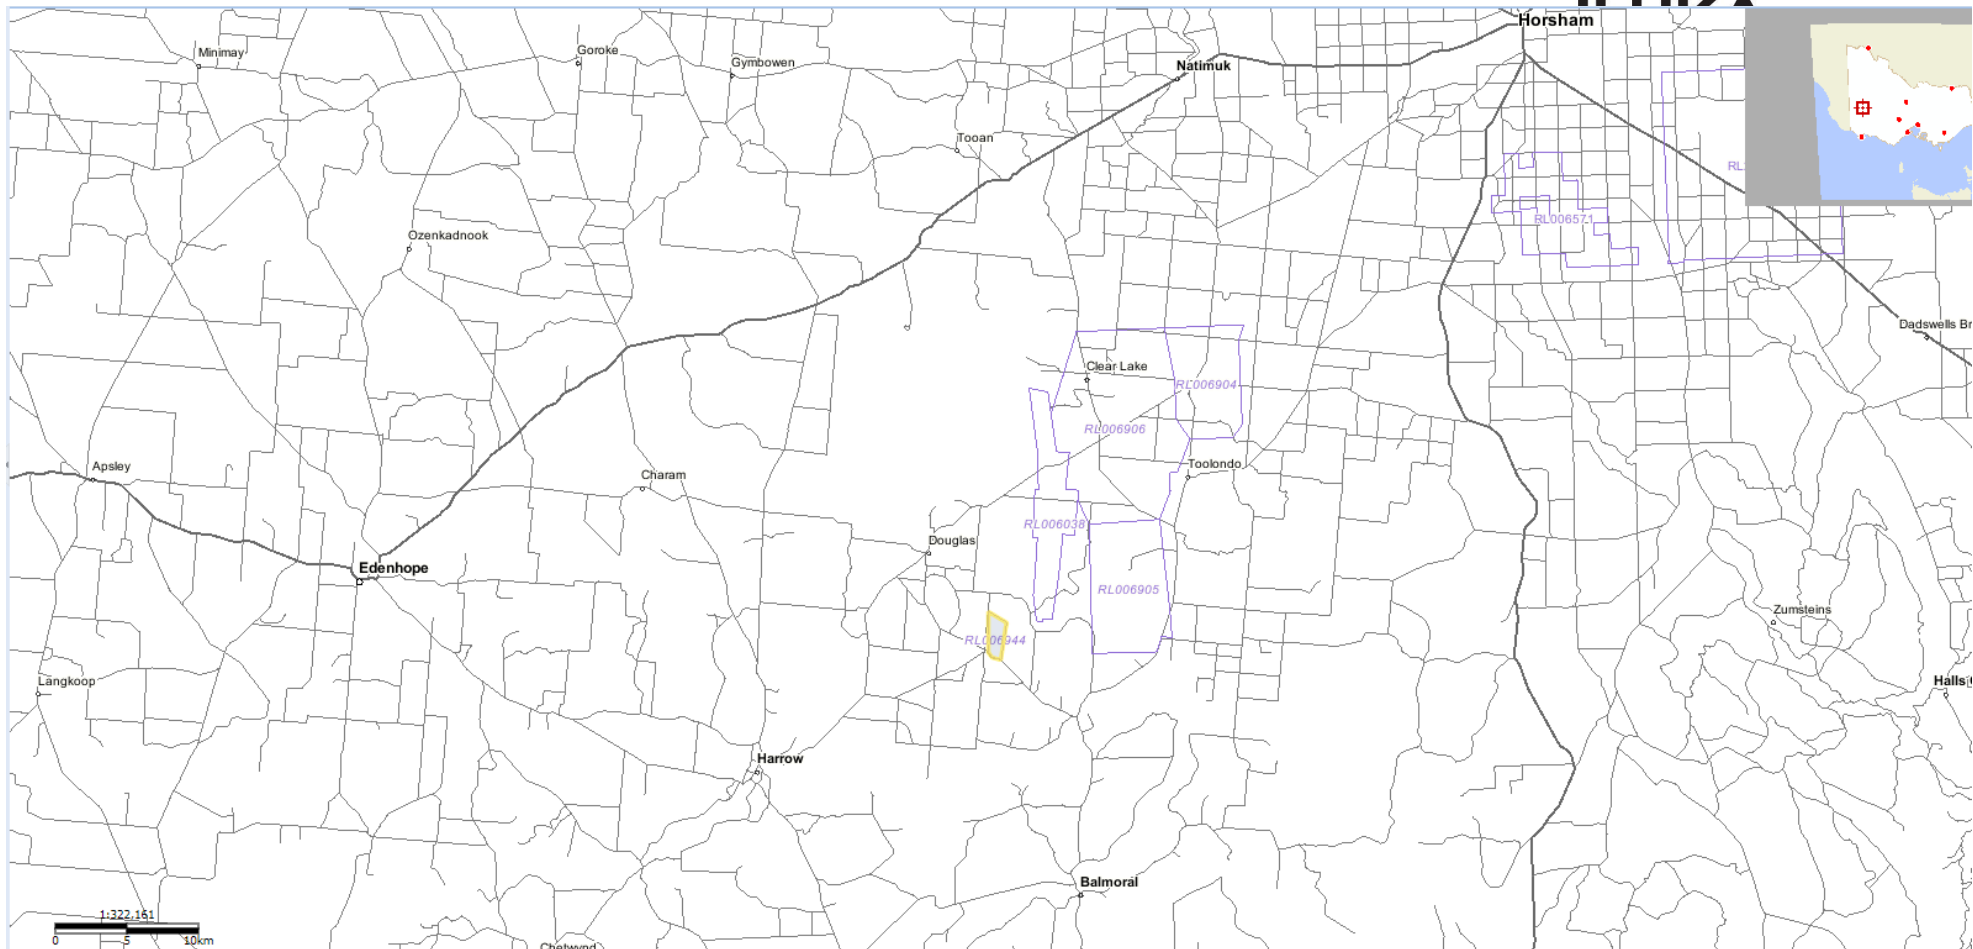 Horsham
Minimay
Goroke
Gymbowen
Natimuk
Tooan
RL006571
Ozenkadnook
Dadswells Br
Clear Lake
RL006904
RL006906
Toolondo
Apsley
Charam
RL006038
Douglas
Edenhope
RL006905
Zumsteins
RL006944
Langkoop
Halls
Harrow
Balmoral
1:322,161
0 5 10km
Chetwynd